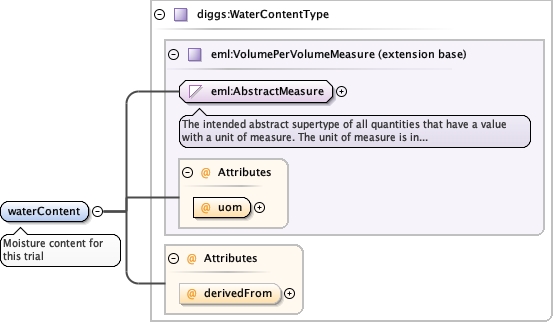 diggs:WaterContentType
eml:VolumePerVolumeMeasure (extension base)
eml:AbstractMeasure
The intended abstract supertype of all quantities that have a value
with a unit of measure. The unit of measure is in...
@ Attributes
@ uom
waterContent
Moisture content for
this trial
@ Attributes
@ derivedFrom